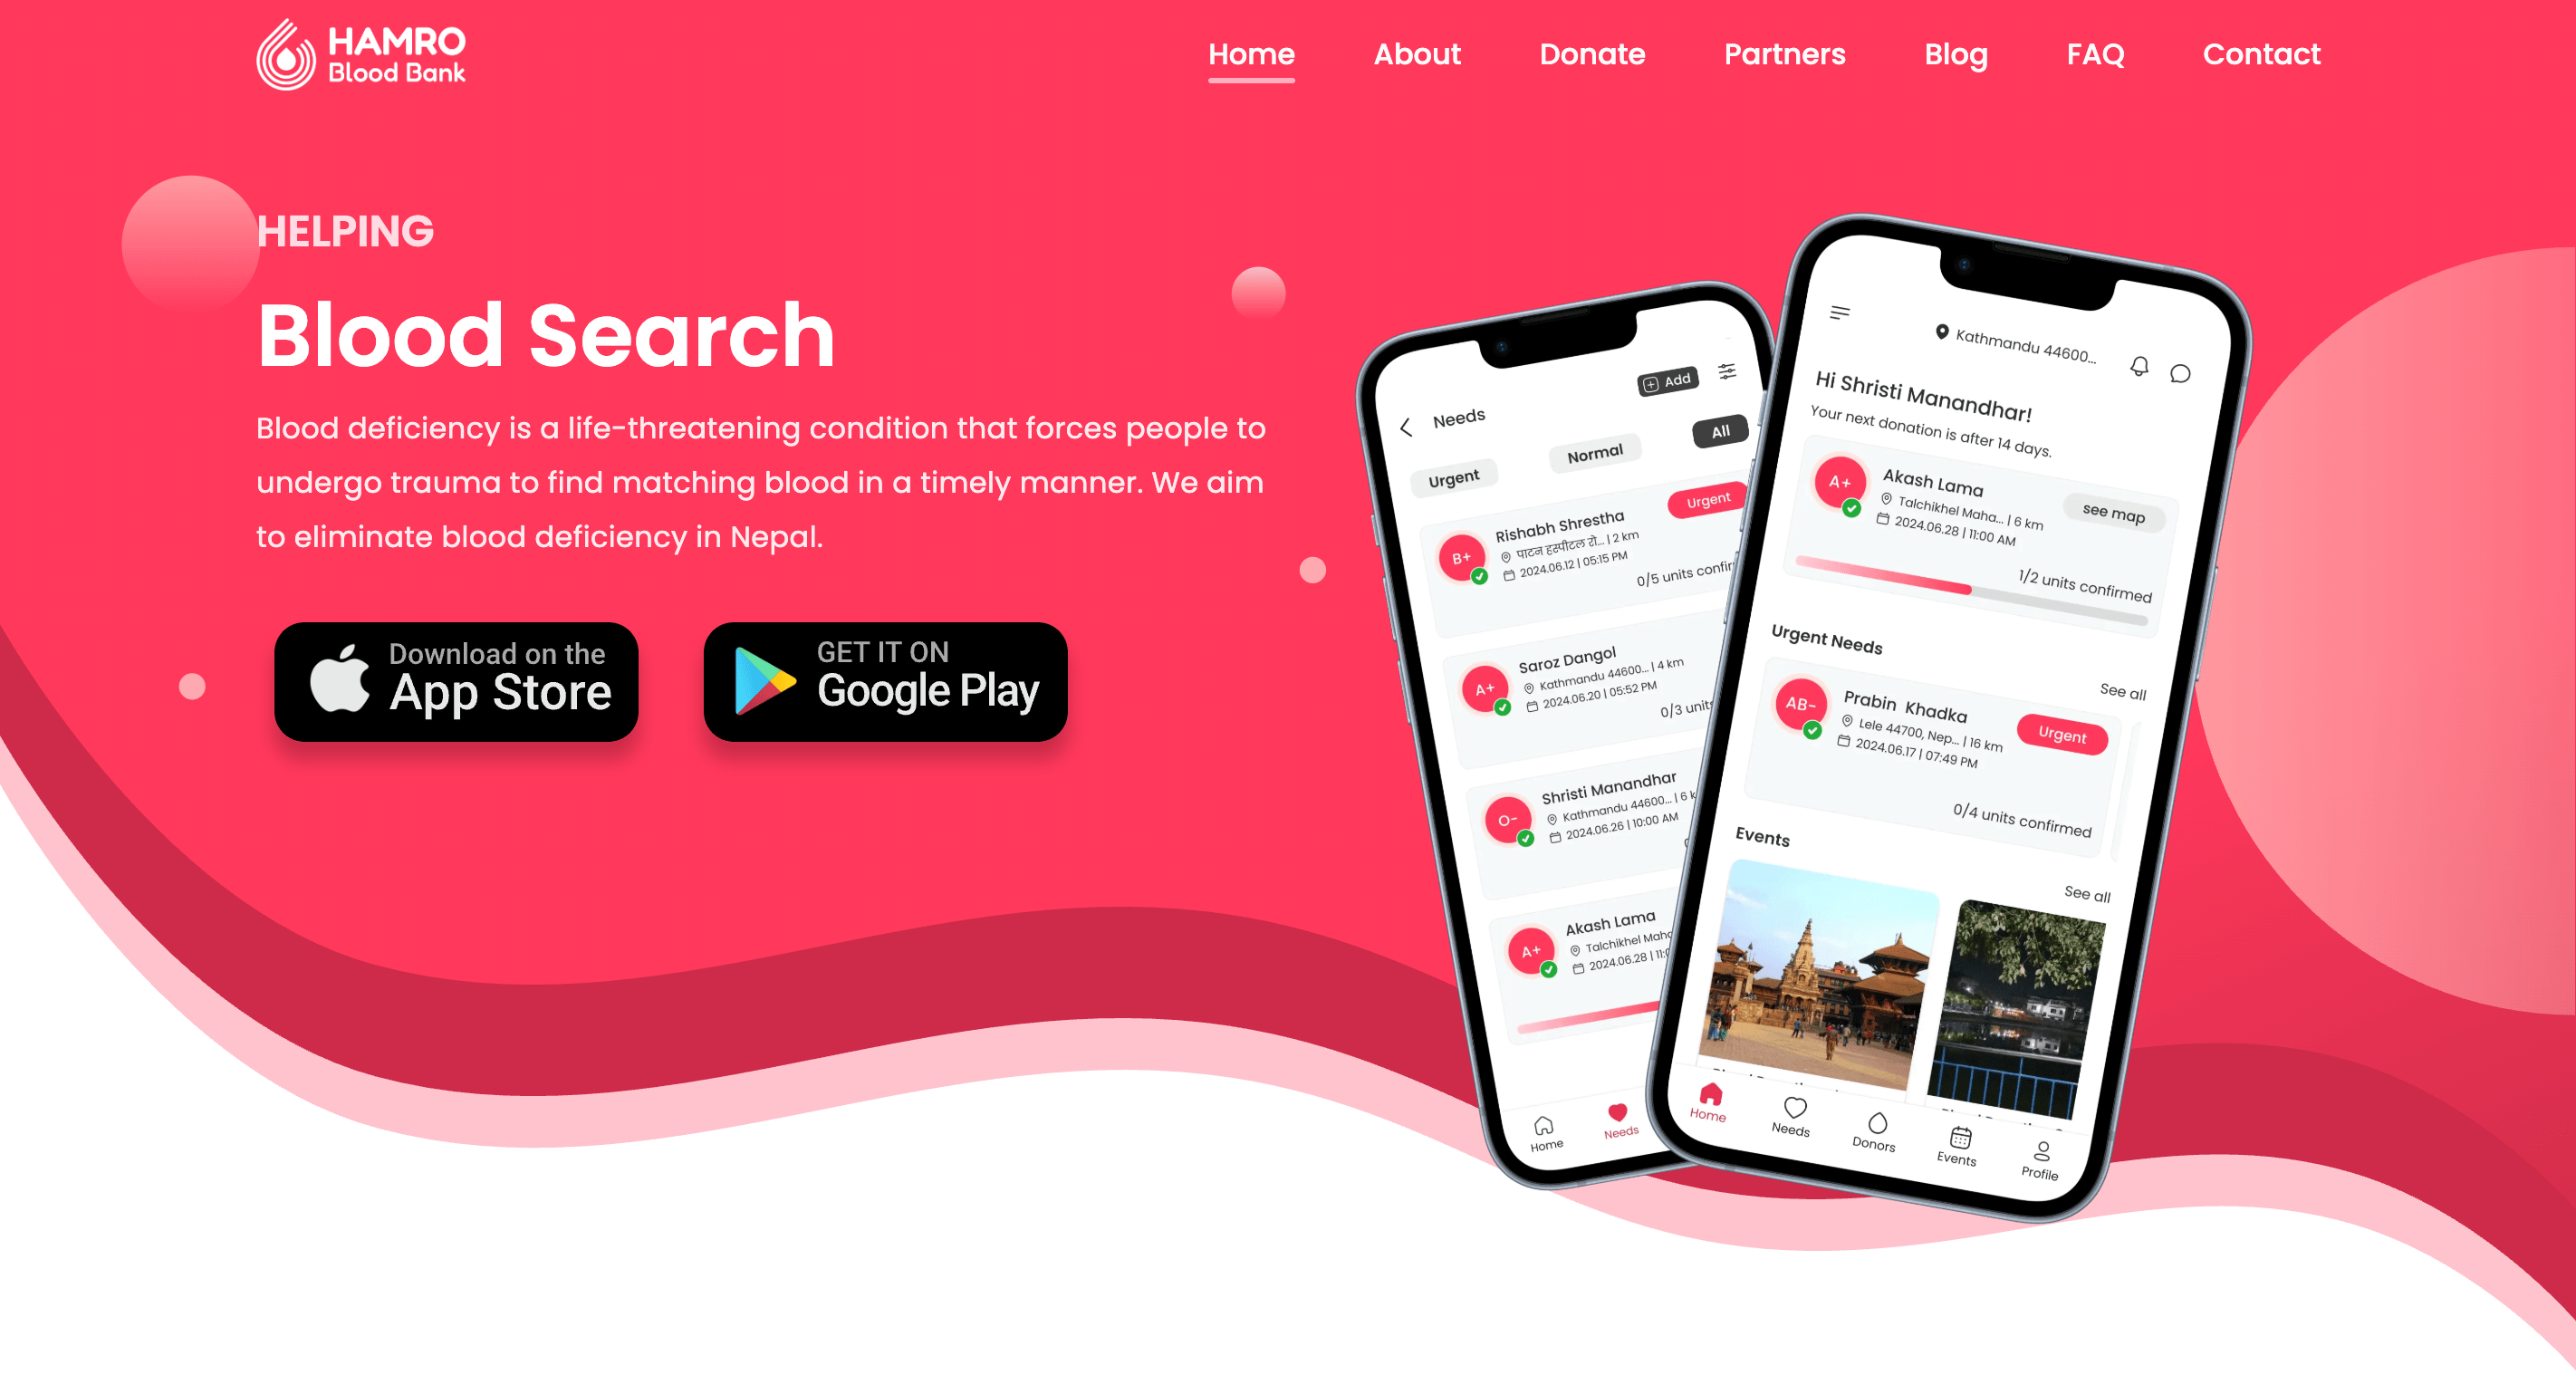 HAMRO
Blood Bank
Home About Donate Partners Blog FAQ Contact
HELPING
Blood Search
Blood deficiency is a life-threatening condition that forces people to
undergo trauma to find matching blood in a timely manner. We aim
to eliminate blood deficiency in Nepal.
Download on the
App Store
GET IT ON
Google Play
Needs
Add
Urgent Normal All
B+
Rishabh Shrestha
Urgent
पाटन हस्पीटल रो... | 2 km
2024.06.12 | 05:15 PM
0/5 units
A+
Saroz Dangol
Kathmandu 44600... | 4 km
2024.06.20 | 05:52 PM
0/3 units
O-
Shristi Manandhar
Kathmandu 44600... | 6
2024.06.26 | 10:00 AM
A+
Akash Lama
Talchikhel
2024.06.28 |
Home Needs
Kathmandu 44600...
Hi Shristi Manandhar!
Your next donation is after 14 days.
A+
Akash Lama
see map
Talchikhel Maha... | 6 km
2024.06.28 | 11:00 AM
1/2 units confirmed
Urgent Needs
See all
AB-
Prabin Khadka
Urgent
Lele 44700, Nep... | 16 km
2024.06.17 | 07:49 PM
0/4 units confirmed
Events
See all
Home Needs Donors Events Profile